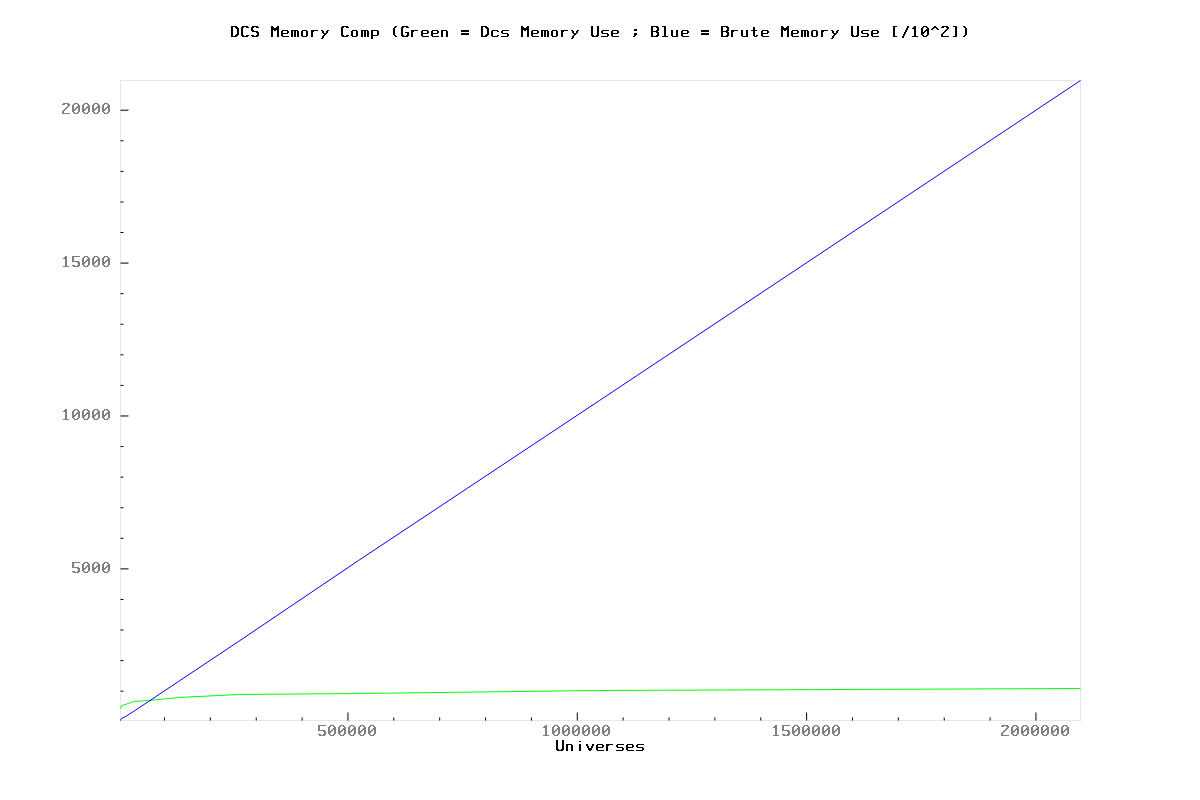 DCS Memory Comp (Green = Dcs Memory Use ; Blue = Brute Memory Use [/10^2])
20000
15000
10000
5000
500000 1000000 1500000 2000000
Universes